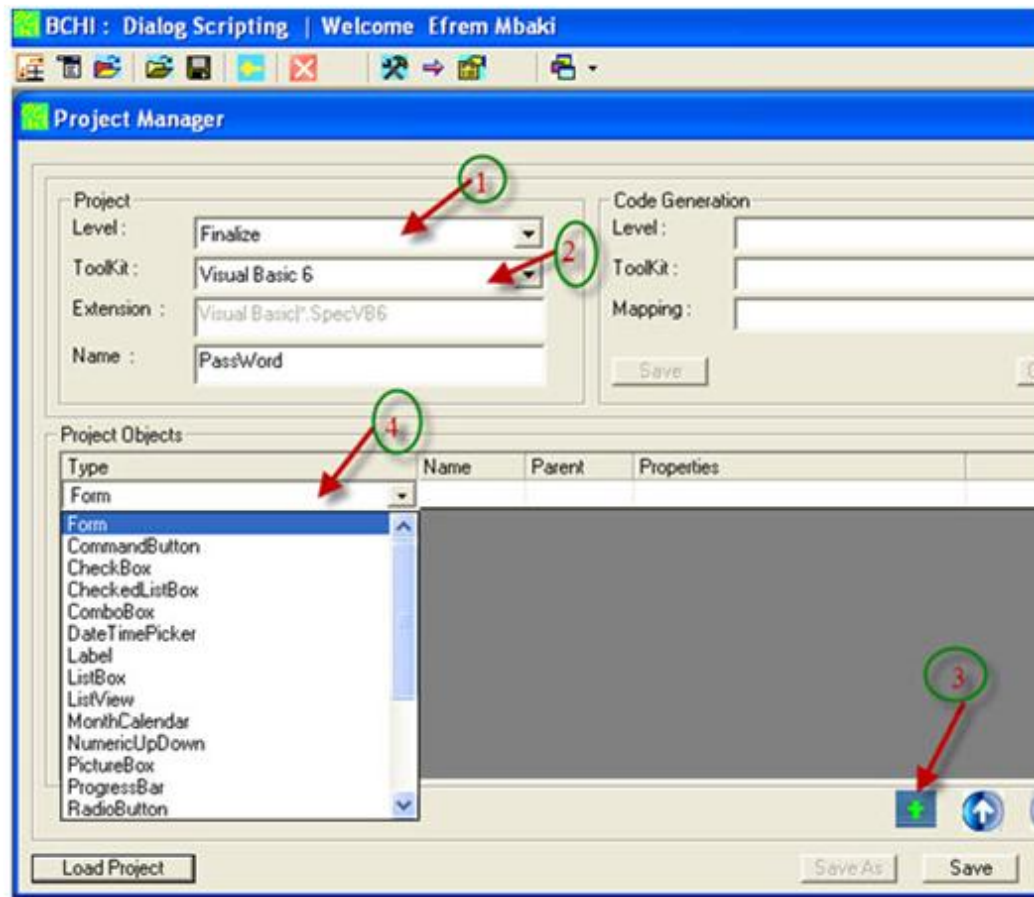 BCHI : Dialog Scripting | Welcome Efrem Mbaki
Project Manager
1
Project
Level :
Finalize
2
ToolKit :
Visual Basic 6
Extension :
Visual Basic|*.SpecVB6
Name :
PassWord
Code Generation
Level :
ToolKit :
Mapping :
Save
4
Project Objects
Type Name Parent Properties
Form
Form
CommandButton
CheckBox
CheckedListBox
ComboBox
DateTimePicker
Label
ListBox
ListView
MonthCalendar
NumericUpDown
PictureBox
ProgressBar
RadioButton
3
Load Project Save As Save